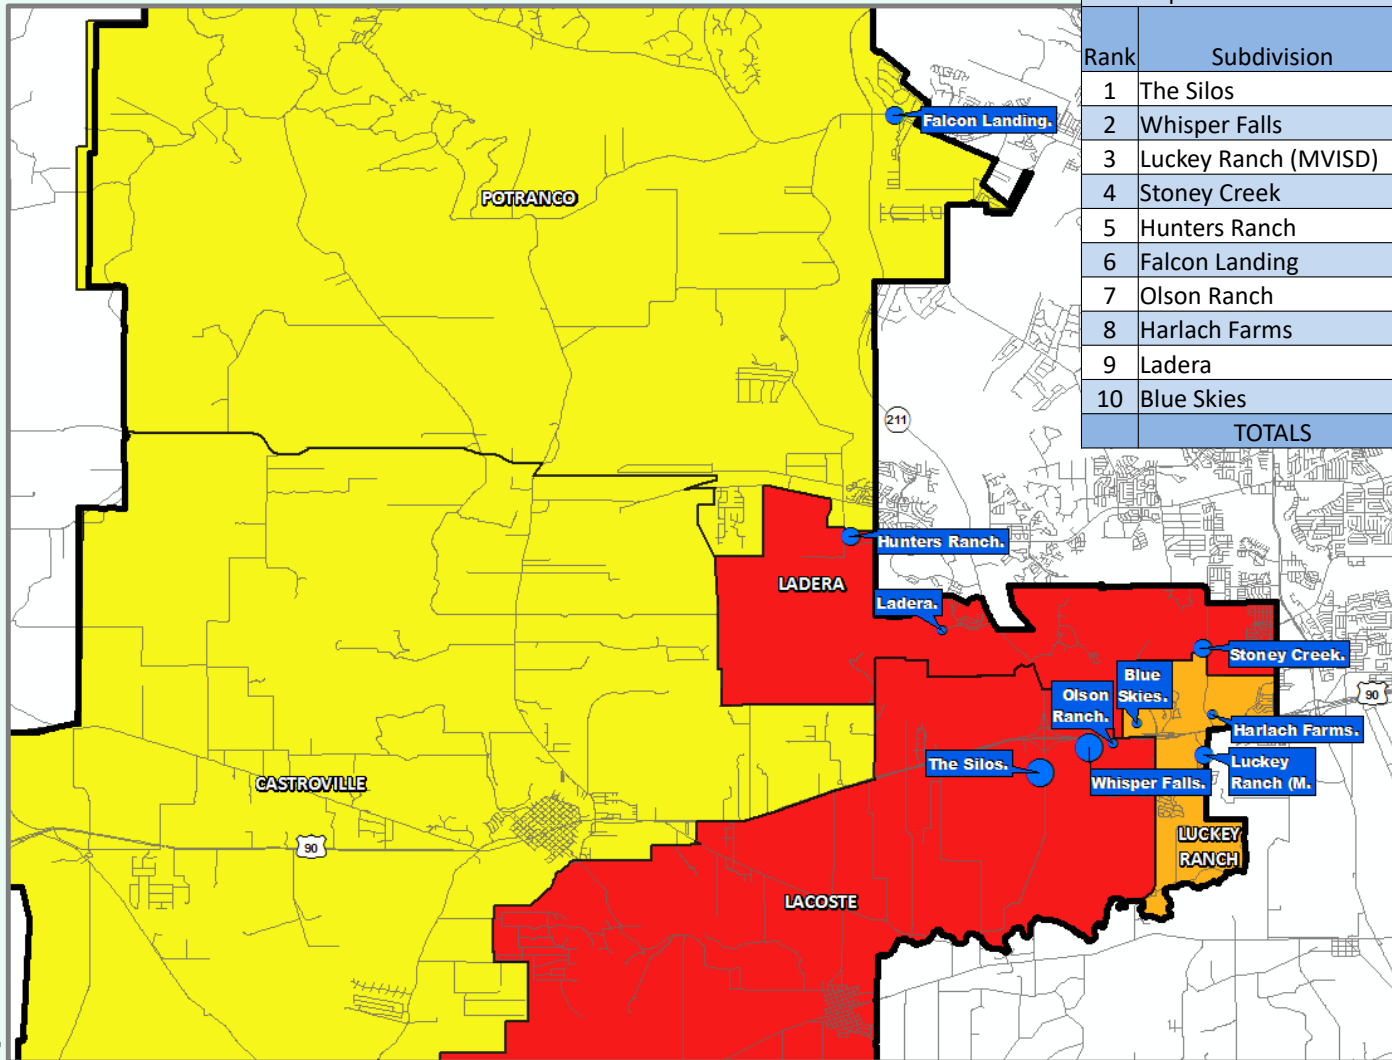 Rank Subdivision
1 The Silos
2 Whisper Falls
3 Luckey Ranch (MVISD)
4 Stoney Creek
5 Hunters Ranch
6 Falcon Landing
7 Olson Ranch
8 Harlach Farms
9 Ladera
10 Blue Skies
TOTALS
Falcon Landing.
POTRANCO
211
Hunters Ranch.
LADERA
Ladera.
Stoney Creek.
Blue
Skies.
Olson
Ranch.
90
Harlach Farms.
The Silos.
Whisper Falls.
Luckey
Ranch (M.
CASTROVILLE
90
LUCKEY
RANCH
LACOSTE